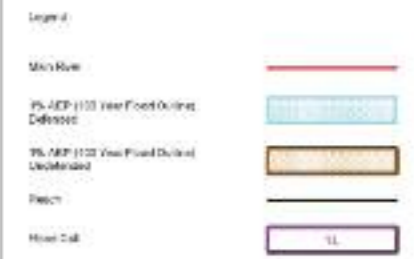 Legend
Main River
1% AEP (100 Year Flood Outline)
Defended
1% AEP (100 Year Flood Outline)
Undefended
Reach
Flood Cell